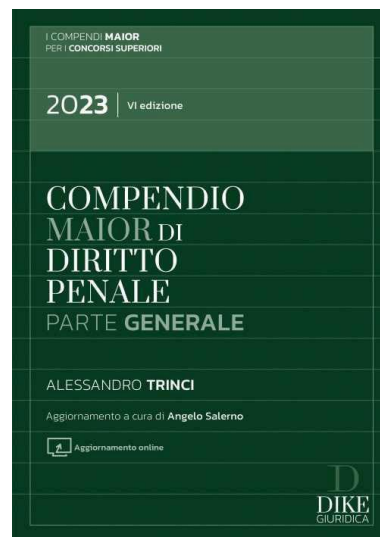 I COMPENDI MAIOR
PER I CONCORSI SUPERIORI
2023 | VI edizione
COMPENDIO
MAIOR DI
DIRITTO
PENALE
PARTE GENERALE
ALESSANDRO TRINCI
Aggiornamento a cura di Angelo Salerno
Aggiornamento online
D
DIKE
GIURIDICA